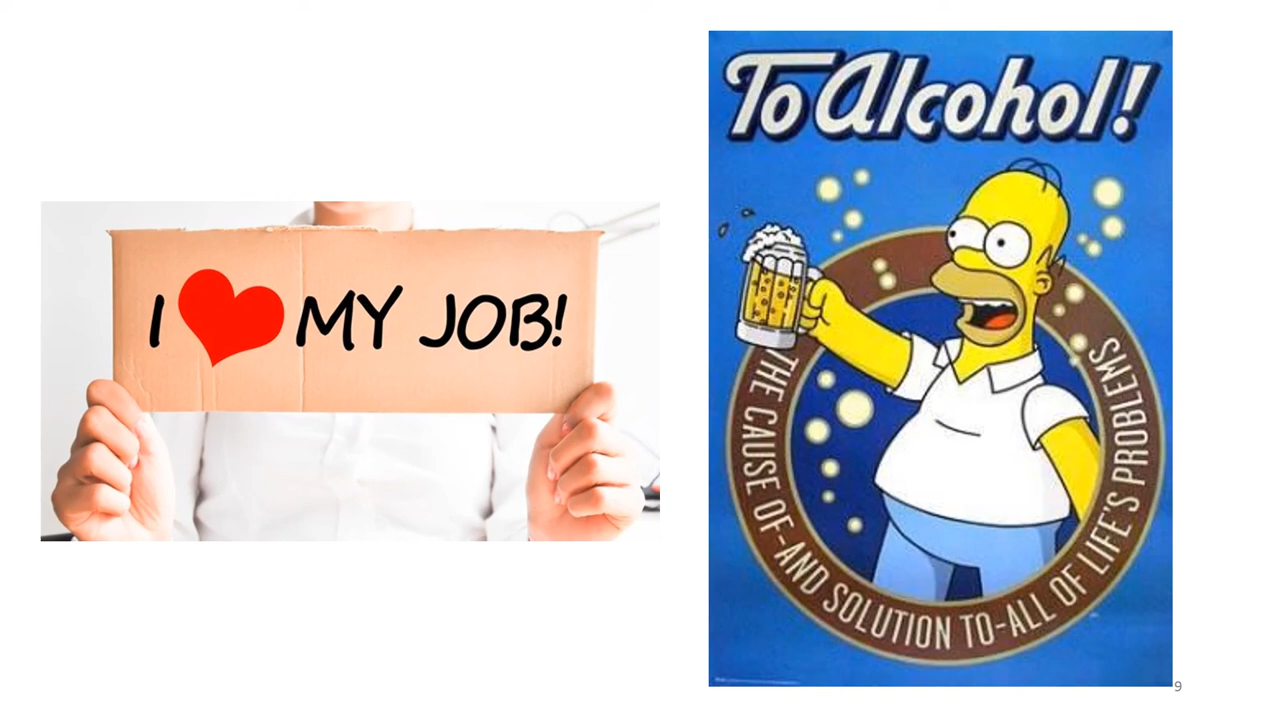 I ❤ MY JOB!
To Alcohol!
THE CAUSE OF-AND SOLUTION TO-ALL OF LIFE'S PROBLEMS
9